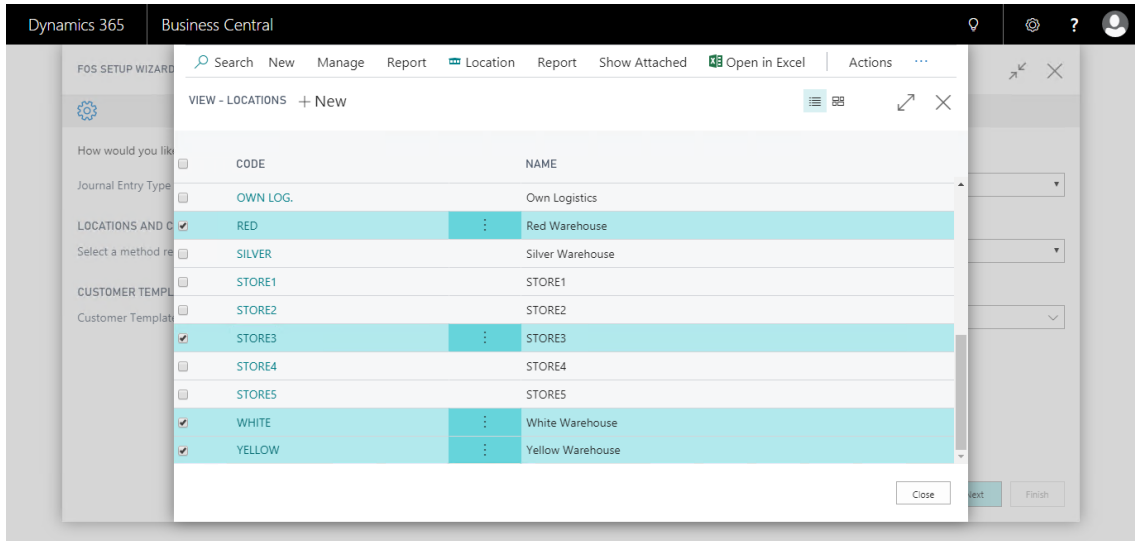 Dynamics 365 Business Central ?
FOS SETUP WIZARD
Search New Manage Report Location Report Show Attached Open in Excel Actions ...
VIEW - LOCATIONS + New
How would you like
CODE NAME
Journal Entry Type
OWN LOG. Own Logistics
LOCATIONS AND C
RED Red Warehouse
Select a method re
SILVER Silver Warehouse
STORE1 STORE1
CUSTOMER TEMPL
STORE2 STORE2
Customer Template
STORE3 STORE3
STORE4 STORE4
STORE5 STORE5
WHITE White Warehouse
YELLOW Yellow Warehouse
Close Next Finish